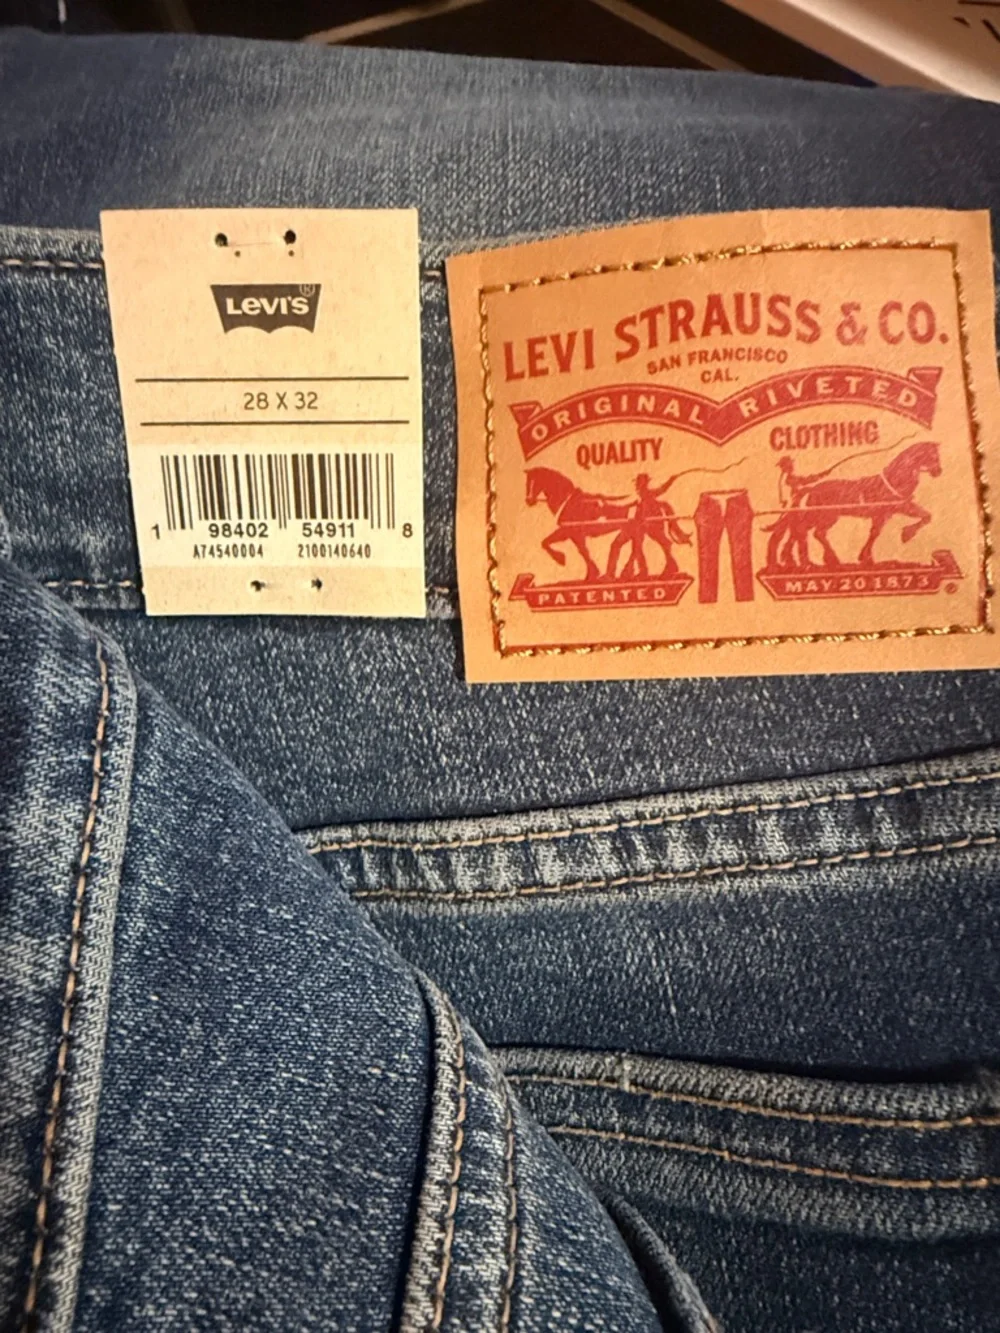 LEVI'S®
28 X 32
1 98402 54911 8
A74540004 2100140640
LEVI STRAUSS & CO.
SAN FRANCISCO
CAL.
ORIGINAL RIVETED
QUALITY CLOTHING
PATENTED MAY 20 1873 ®